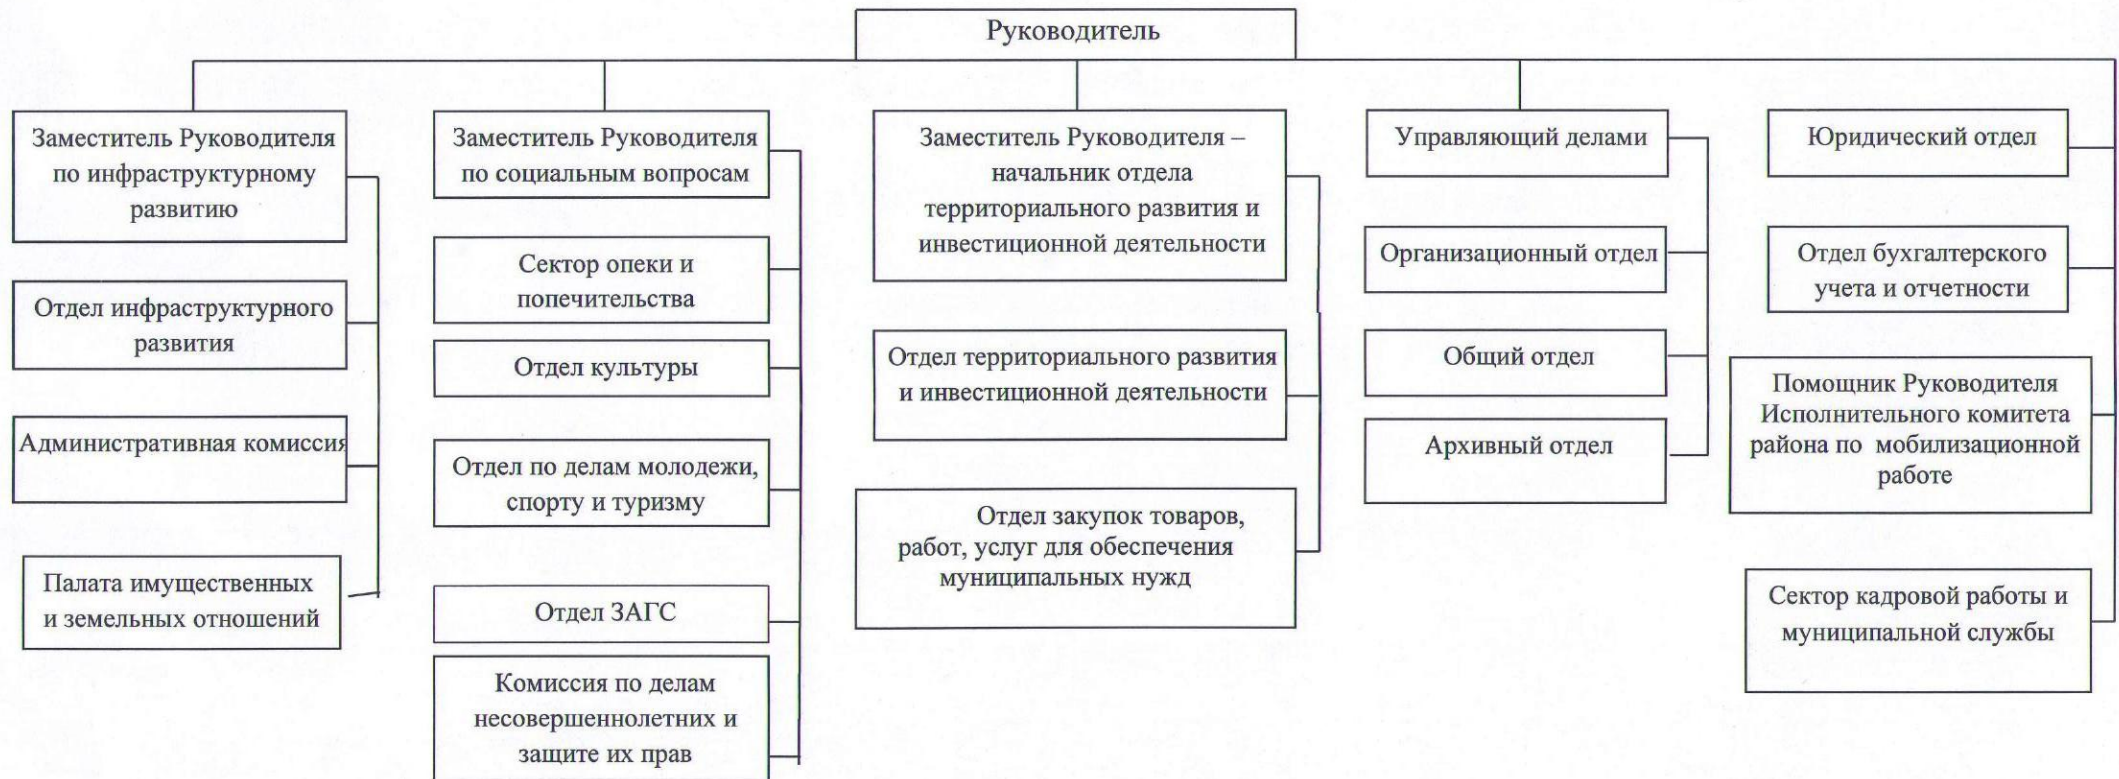 Руководитель
Заместитель Руководителя
по инфраструктурному
развитию
Отдел инфраструктурного
развития
Административная комиссия
Палата имущественных
и земельных отношений
Заместитель Руководителя
по социальным вопросам
Сектор опеки и
попечительства
Отдел культуры
Отдел по делам молодежи,
спорту и туризму
Отдел ЗАГС
Комиссия по делам
несовершеннолетних и
защите их прав
Заместитель Руководителя –
начальник отдела
территориального развития и
инвестиционной деятельности
Отдел территориального развития
и инвестиционной деятельности
Отдел закупок товаров,
работ, услуг для обеспечения
муниципальных нужд
Управляющий делами
Организационный отдел
Общий отдел
Архивный отдел
Юридический отдел
Отдел бухгалтерского
учета и отчетности
Помощник Руководителя
Исполнительного комитета
района по мобилизационной
работе
Сектор кадровой работы и
муниципальной службы